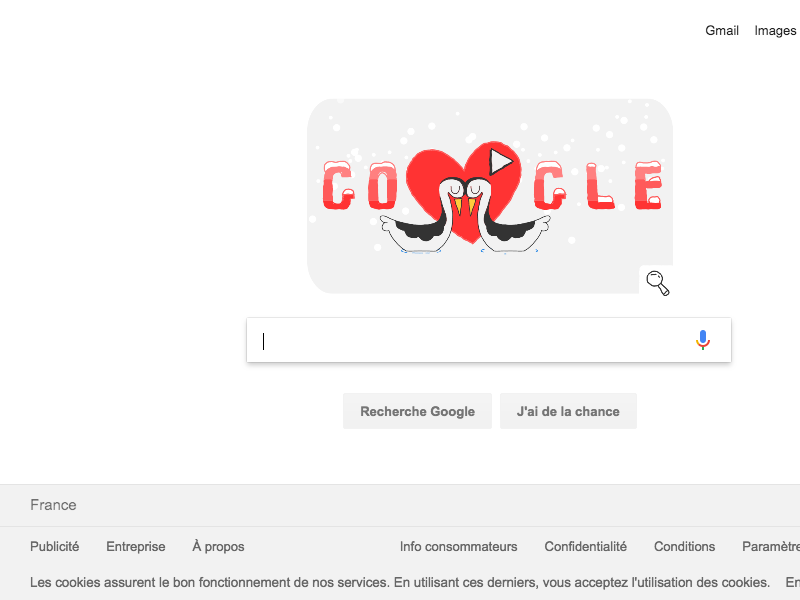 Gmail Images
GO GLE
Recherche Google J'ai de la chance
France
Publicité Entreprise À propos Info consommateurs Confidentialité Conditions Paramètre
Les cookies assurent le bon fonctionnement de nos services. En utilisant ces derniers, vous acceptez l'utilisation des cookies. En